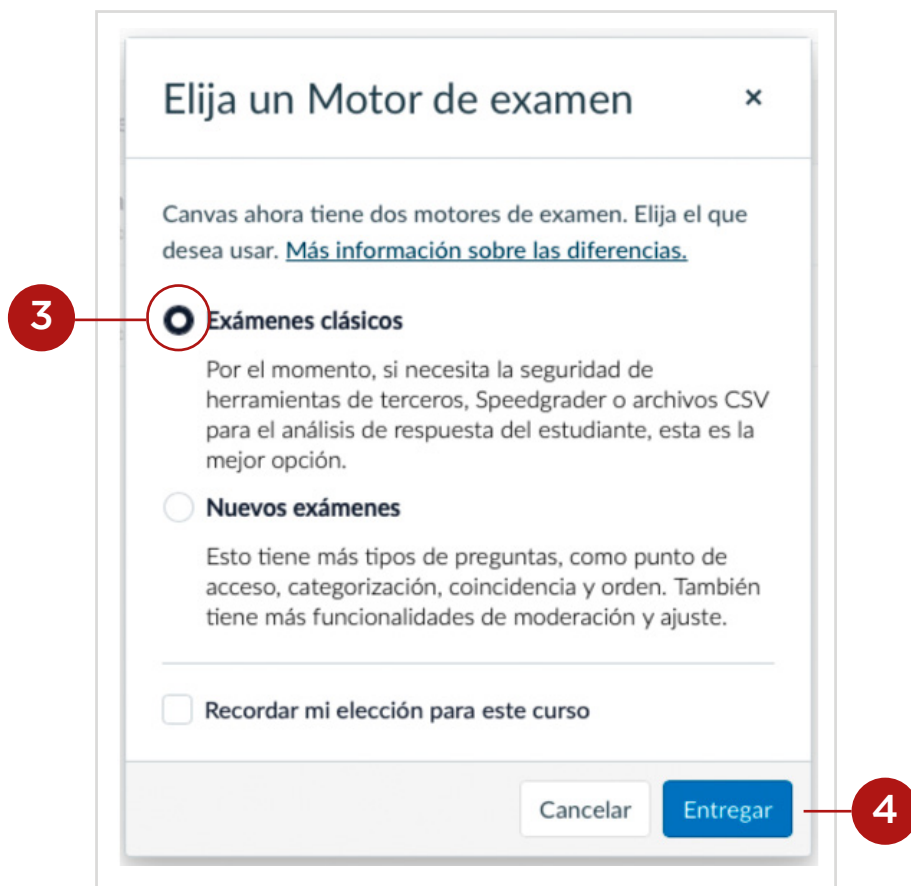 Elija un Motor de examen ×
Canvas ahora tiene dos motores de examen. Elija el que
desea usar. Más información sobre las diferencias.
3
Exámenes clásicos
Por el momento, si necesita la seguridad de
herramientas de terceros, Speedgrader o archivos CSV
para el análisis de respuesta del estudiante, esta es la
mejor opción.
Nuevos exámenes
Esto tiene más tipos de preguntas, como punto de
acceso, categorización, coincidencia y orden. También
tiene más funcionalidades de moderación y ajuste.
Recordar mi elección para este curso
Cancelar Entregar
4